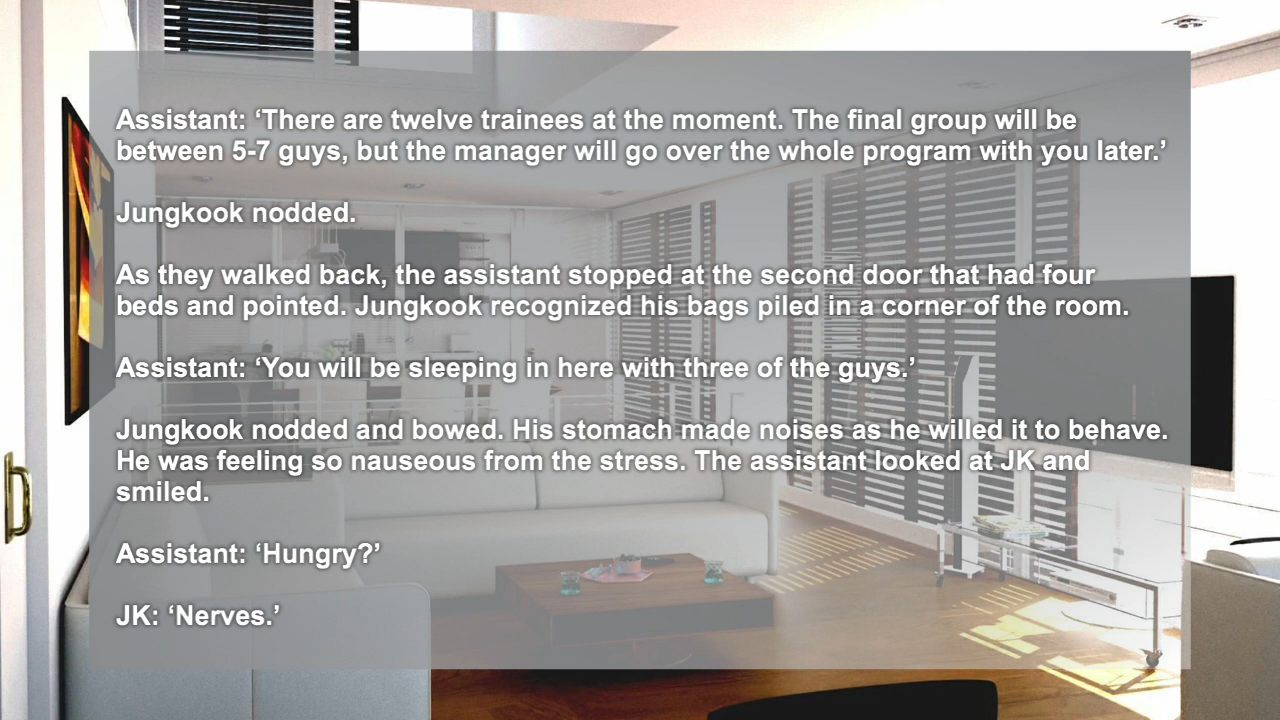 Assistant: ‘There are twelve trainees at the moment. The final group will be
between 5-7 guys, but the manager will go over the whole program with you later.’
Jungkook nodded.
As they walked back, the assistant stopped at the second door that had four
beds and pointed. Jungkook recognized his bags piled in a corner of the room.
Assistant: ‘You will be sleeping in here with three of the guys.’
Jungkook nodded and bowed. His stomach made noises as he willed it to behave.
He was feeling so nauseous from the stress. The assistant looked at JK and
smiled.
Assistant: ‘Hungry?’
JK: ‘Nerves.’